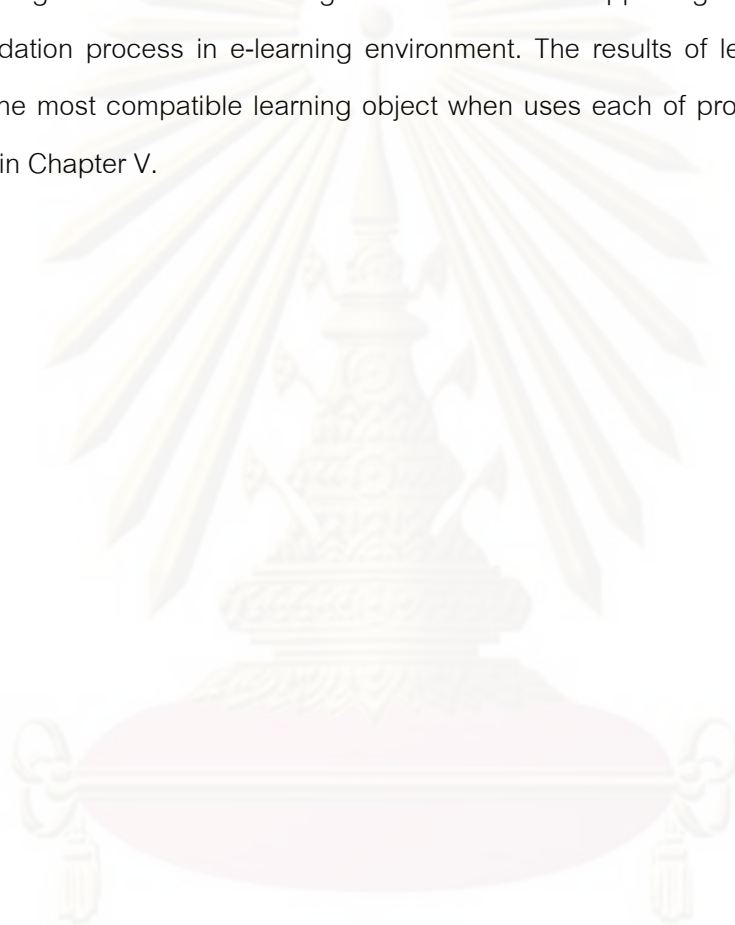 dation process in e-learning environment. The results of le
ne most compatible learning object when uses each of pro
in Chapter V.